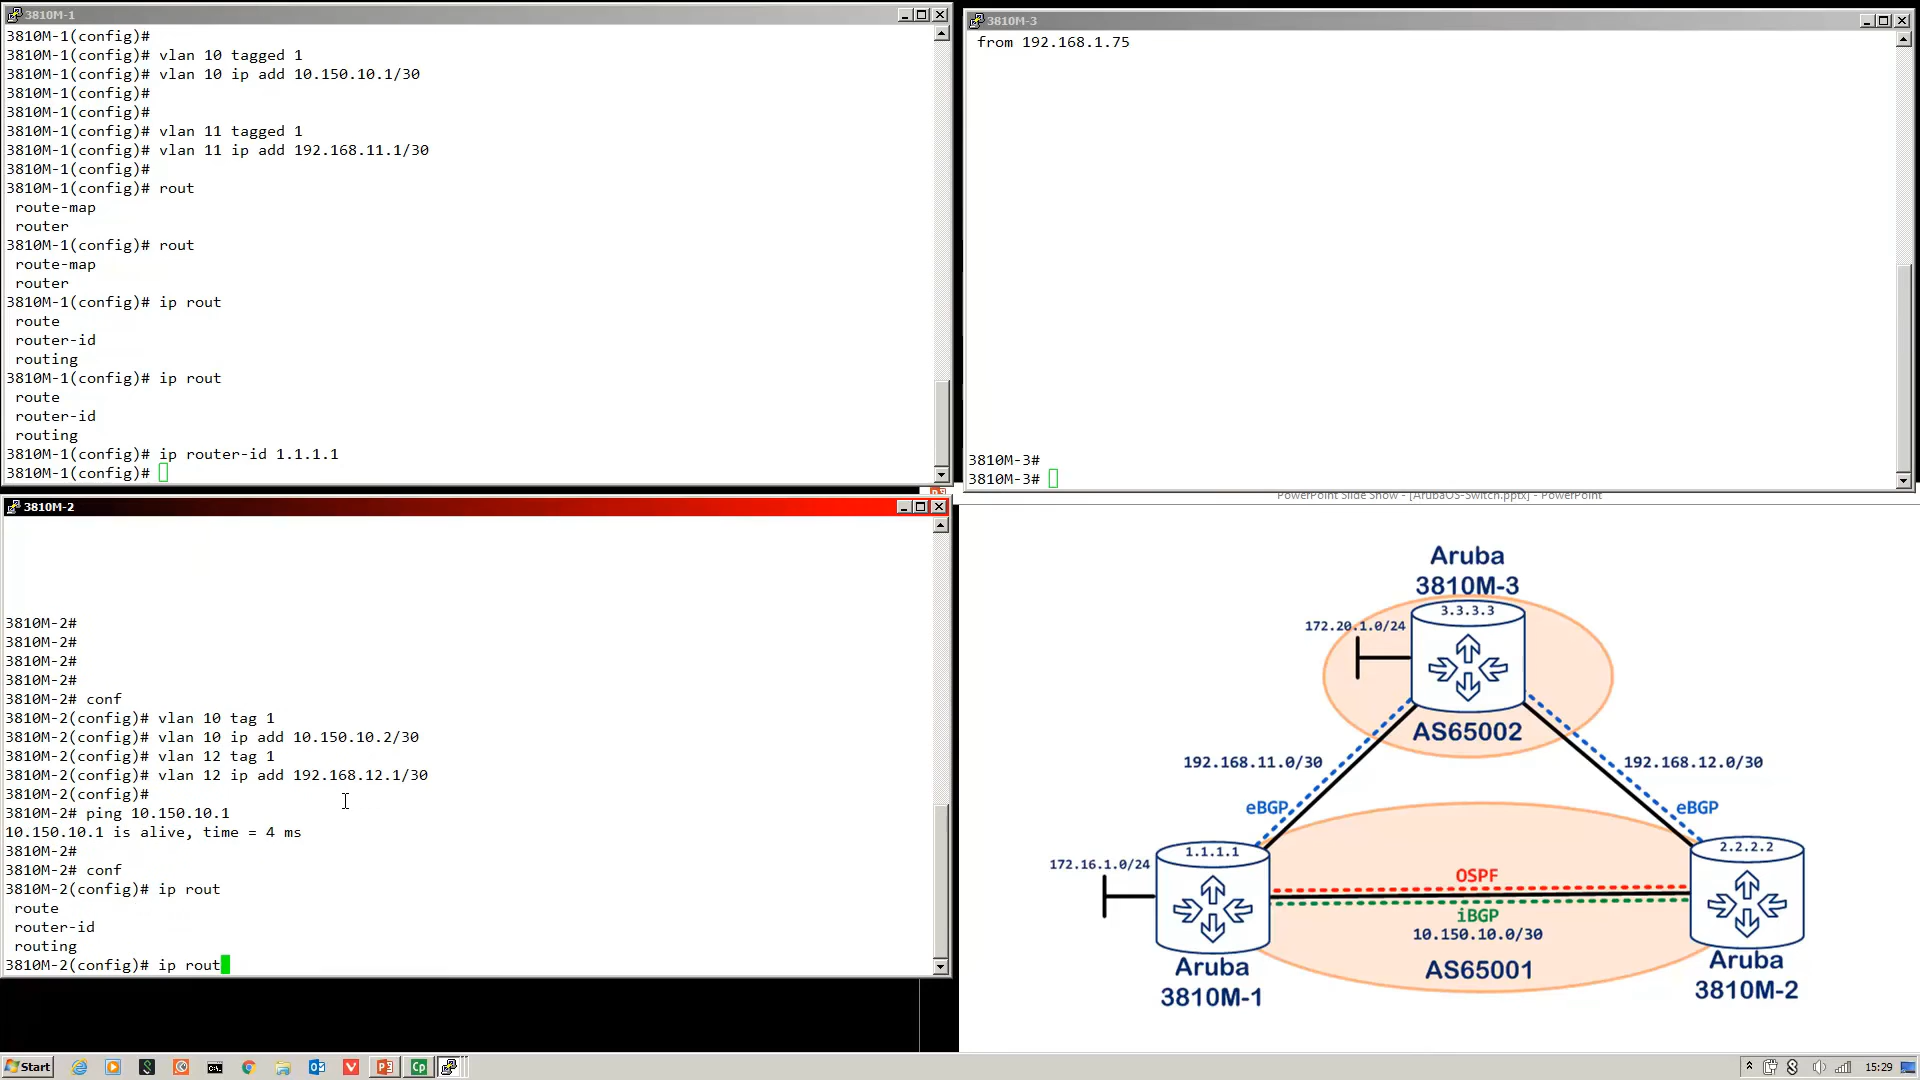 3810M-1
3810M-1(config)#
3810M-1(config)# vlan 10 tagged 1
3810M-1(config)# vlan 10 ip add 10.150.10.1/30
3810M-1(config)#
3810M-1(config)#
3810M-1(config)# vlan 11 tagged 1
3810M-1(config)# vlan 11 ip add 192.168.11.1/30
3810M-1(config)#
3810M-1(config)# rout
route-map
router
3810M-1(config)# rout
route-map
router
3810M-1(config)# ip rout
route
router-id
routing
3810M-1(config)# ip rout
route
router-id
routing
3810M-1(config)# ip router-id 1.1.1.1
3810M-1(config)#
3810M-3
from 192.168.1.75
3810M-3#
3810M-3#
3810M-2
3810M-2#
3810M-2#
3810M-2#
3810M-2#
3810M-2# conf
3810M-2(config)# vlan 10 tag 1
3810M-2(config)# vlan 10 ip add 10.150.10.2/30
3810M-2(config)# vlan 12 tag 1
3810M-2(config)# vlan 12 ip add 192.168.12.1/30
3810M-2(config)#
3810M-2# ping 10.150.10.1
10.150.10.1 is alive, time = 4 ms
3810M-2#
3810M-2# conf
3810M-2(config)# ip rout
route
router-id
routing
3810M-2(config)# ip rout
PowerPoint Slide Show - [ArubaOS-Switch.pptx] - PowerPoint
Aruba
3810M-3
3.3.3.3
172.20.1.0/24
AS65002
192.168.11.0/30
192.168.12.0/30
eBGP
eBGP
1.1.1.1
2.2.2.2
172.16.1.0/24
OSPF
iBGP
10.150.10.0/30
AS65001
Aruba
3810M-1
Aruba
3810M-2
Start
15:29